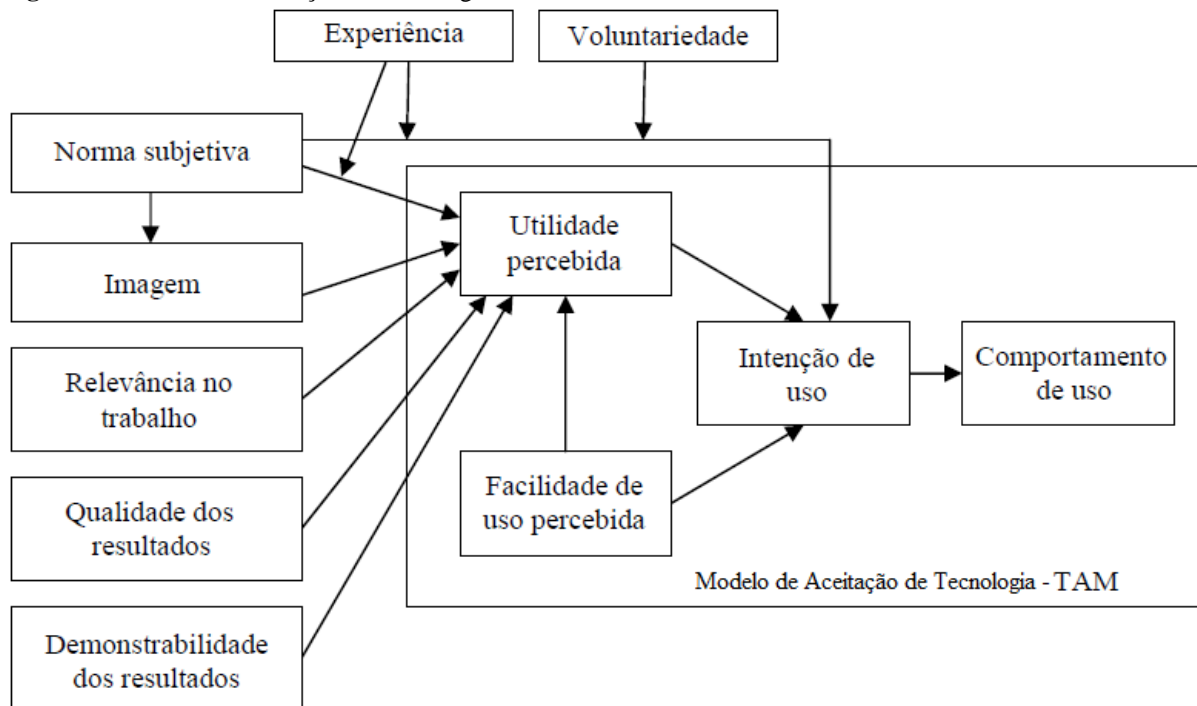 Experiência
Voluntariedade
Norma subjetiva
Imagem
Relevância no
trabalho
Qualidade dos
resultados
Demonstrabilidade
dos resultados
Utilidade
percebida
Facilidade de
uso percebida
Intenção de
uso
Comportamento
de uso
Modelo de Aceitação de Tecnologia - TAM